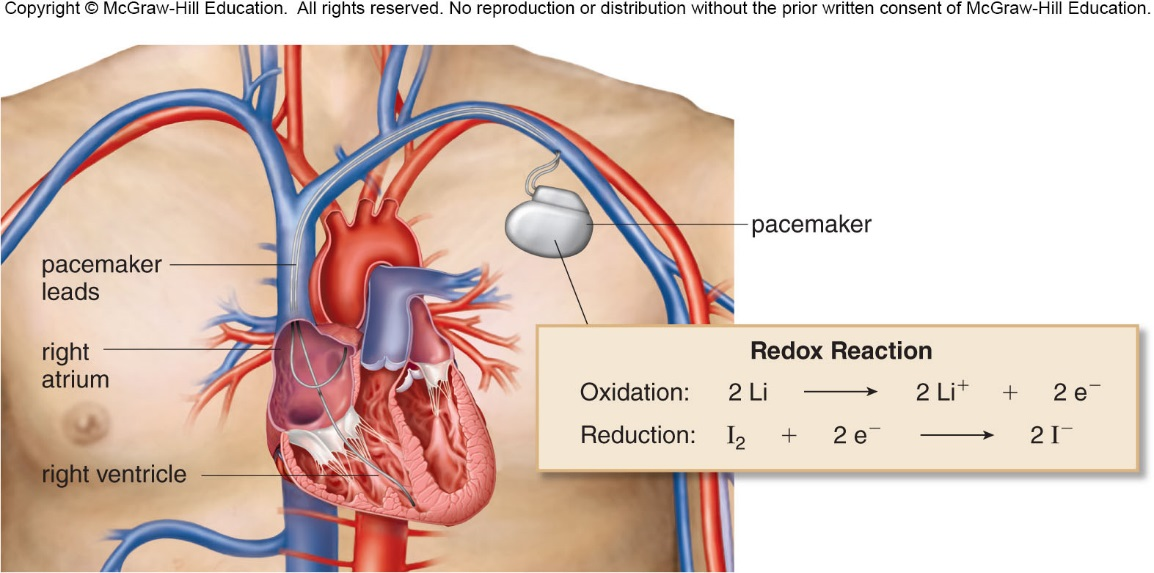 Copyright © McGraw-Hill Education.  All rights reserved. No reproduction or distribution without the prior written consent of McGraw-Hill Education.
pacemaker
pacemaker
leads
right
atrium
right ventricle
Redox Reaction
Oxidation: 2 Li ⟶ 2 Li⁺ + 2 e⁻
Reduction: I₂ + 2 e⁻ ⟶ 2 I⁻